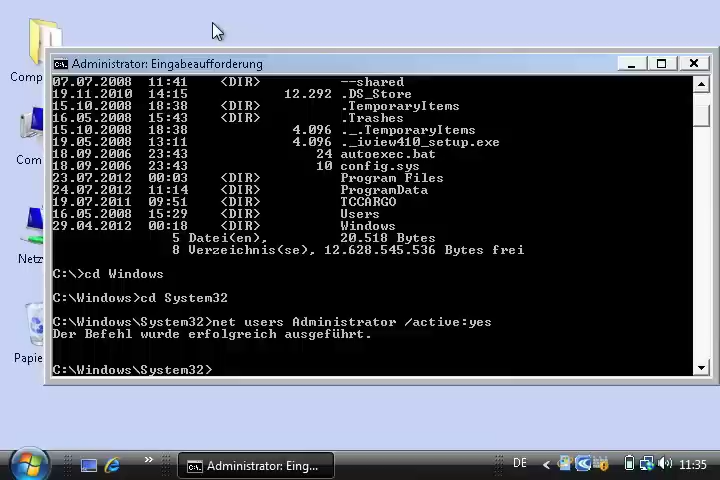 Comp
Com
Netz
Papie
Administrator: Eingabeaufforderung
07.07.2008  11:41    <DIR>          --shared
19.11.2010  14:15            12.292 .DS_Store
15.10.2008  18:38    <DIR>          .TemporaryItems
16.05.2008  15:43    <DIR>          .Trashes
15.10.2008  18:38             4.096 ._.TemporaryItems
19.05.2008  13:11             4.096 ._iview410_setup.exe
18.09.2006  23:43                24 autoexec.bat
18.09.2006  23:43                10 config.sys
23.07.2012  00:03    <DIR>          Program Files
24.07.2012  11:14    <DIR>          ProgramData
19.07.2011  09:51    <DIR>          TCCARGO
16.05.2008  15:29    <DIR>          Users
29.04.2012  00:18    <DIR>          Windows
5 Datei(en),         20.518 Bytes
8 Verzeichnis(se), 12.628.545.536 Bytes frei
C:\>cd Windows
C:\Windows>cd System32
C:\Windows\System32>net users Administrator /active:yes
Der Befehl wurde erfolgreich ausgeführt.
C:\Windows\System32>
Administrator: Eing...
DE
11:35